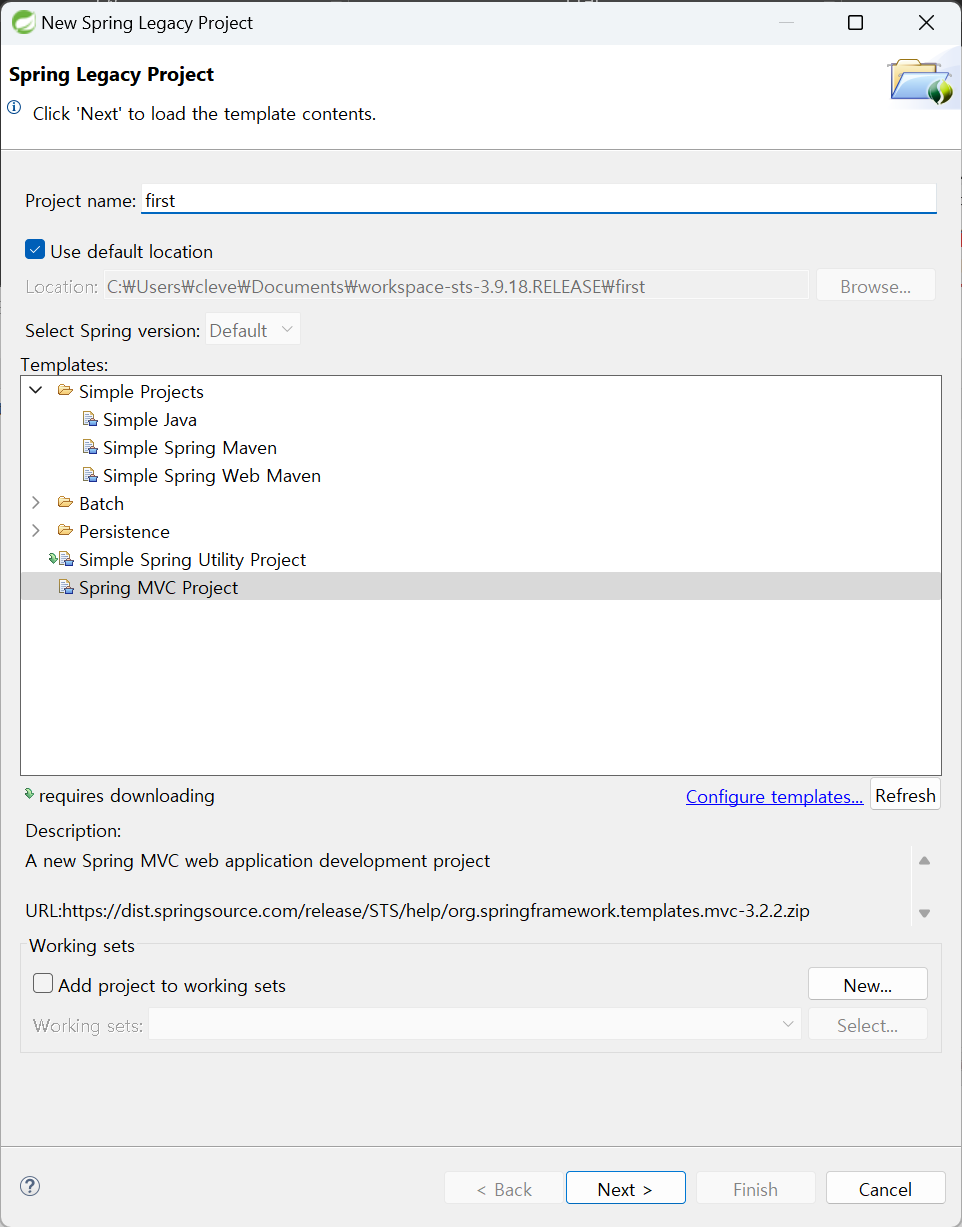 New Spring Legacy Project
Spring Legacy Project
Click 'Next' to load the template contents.
Project name: first
Use default location
Location: C:₩Users₩cleve₩Documents₩workspace-sts-3.9.18.RELEASE₩first Browse...
Select Spring version: Default
Templates:
Simple Projects
Simple Java
Simple Spring Maven
Simple Spring Web Maven
Batch
Persistence
Simple Spring Utility Project
Spring MVC Project
requires downloading Configure templates... Refresh
Description:
A new Spring MVC web application development project
URL:https://dist.springsource.com/release/STS/help/org.springframework.templates.mvc-3.2.2.zip
Working sets
Add project to working sets New...
Working sets: Select...
< Back Next > Finish Cancel